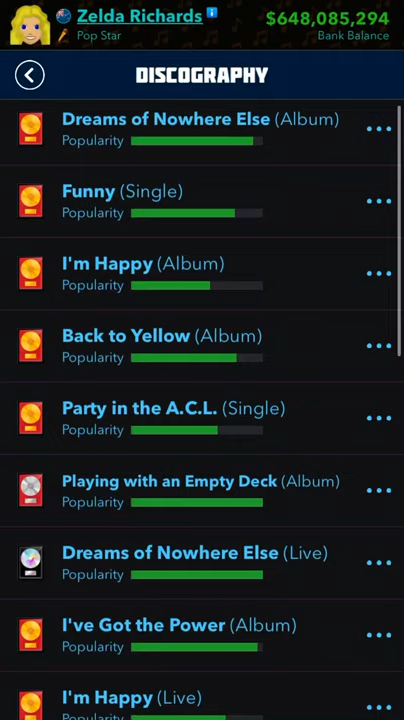 Zelda Richards
$648,085,294
Pop Star
Bank Balance
DISCOGRAPHY
Dreams of Nowhere Else (Album)
Popularity
Funny (Single)
Popularity
I'm Happy (Album)
Popularity
Back to Yellow (Album)
Popularity
Party in the A.C.L. (Single)
Popularity
Playing with an Empty Deck (Album)
Popularity
Dreams of Nowhere Else (Live)
Popularity
I've Got the Power (Album)
Popularity
I'm Happy (Live)
Popularity